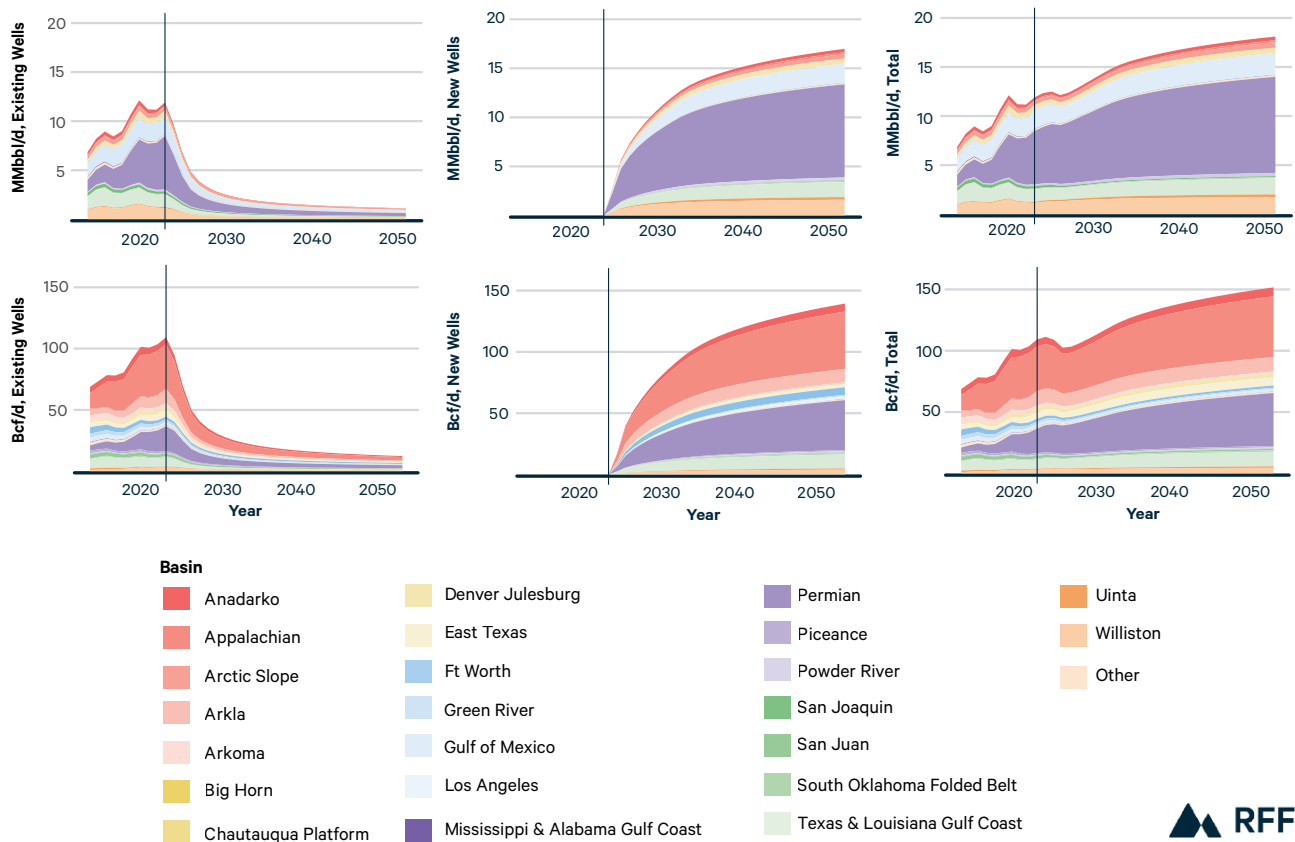 MMbbl/d, Existing Wells
20
15
10
5
2020 2030 2040 2050
MMbbl/d, New Wells
20
15
10
5
2020 2030 2040 2050
MMbbl/d, Total
20
15
10
5
2020 2030 2040 2050
Bcf/d, Existing Wells
150
100
50
2020 2030 2040 2050
Year
Bcf/d, New Wells
150
100
50
2020 2030 2040 2050
Year
Bcf/d, Total
150
100
50
2020 2030 2040 2050
Year
Basin
Anadarko
Appalachian
Arctic Slope
Arkla
Arkoma
Big Horn
Chautauqua Platform
Denver Julesburg
East Texas
Ft Worth
Green River
Gulf of Mexico
Los Angeles
Mississippi & Alabama Gulf Coast
Permian
Piceance
Powder River
San Joaquin
San Juan
South Oklahoma Folded Belt
Texas & Louisiana Gulf Coast
Uinta
Williston
Other
RFF